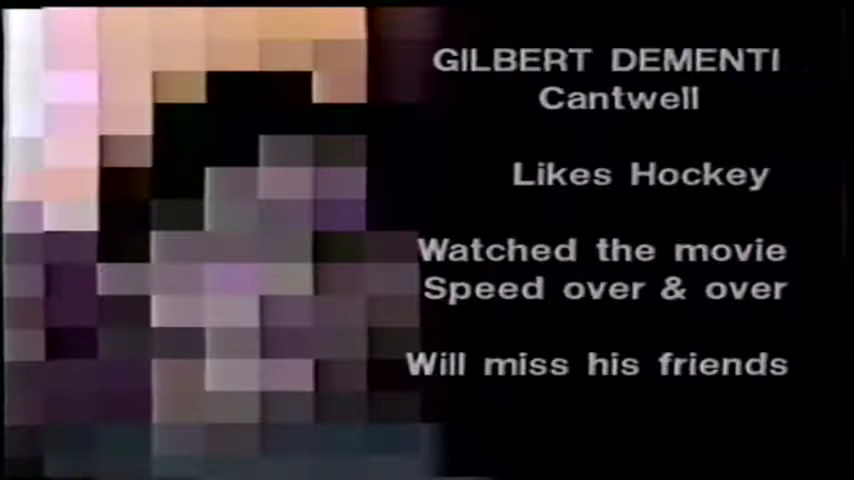 GILBERT DEMENTI
Cantwell
Likes Hockey
Watched the movie
Speed over & over
Will miss his friends